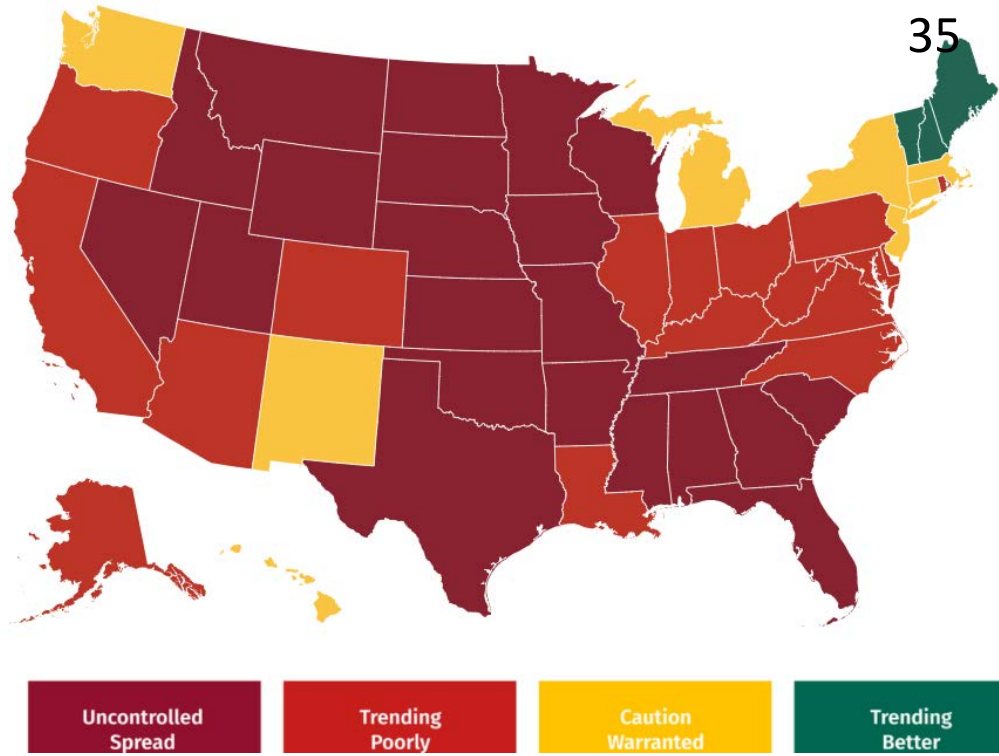 35
Uncontrolled
Spread
Trending
Poorly
Caution
Warranted
Trending
Better